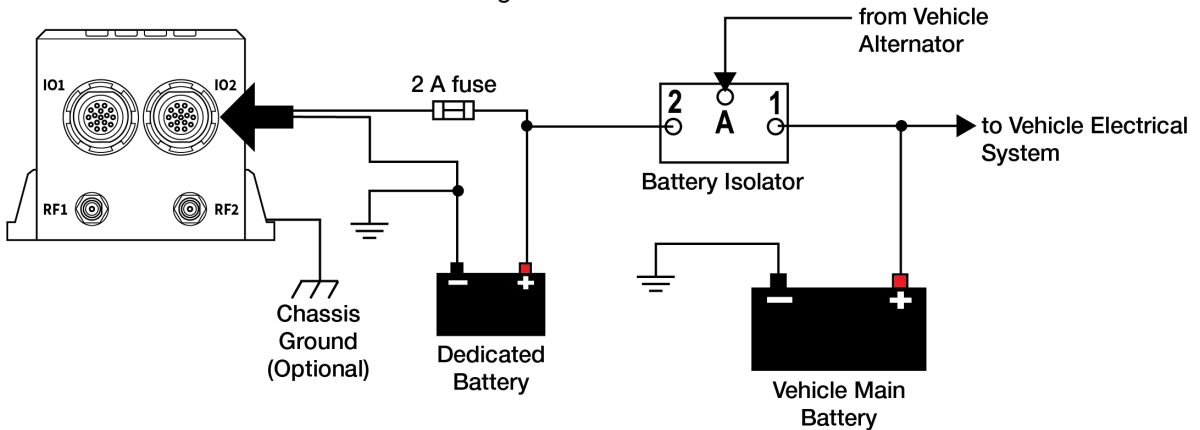 from Vehicle
Alternator
IO1
IO2
2 A fuse
2
A
1
to Vehicle Electrical
System
Battery Isolator
RF1
RF2
Chassis
Ground
(Optional)
Dedicated
Battery
Vehicle Main
Battery